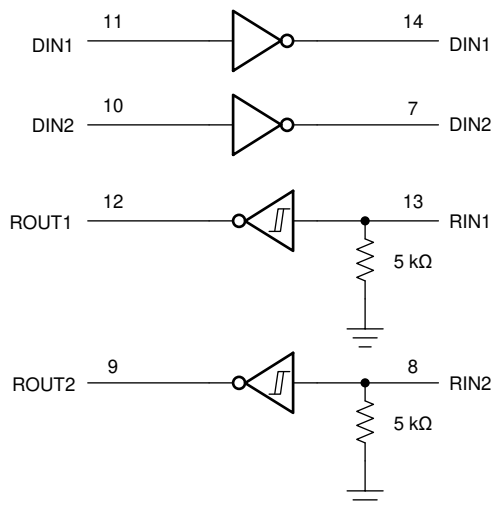 11 14
DIN1 DIN1
10 7
DIN2 DIN2
12 13
ROUT1 RIN1
5 kΩ
9 8
ROUT2 RIN2
5 kΩ